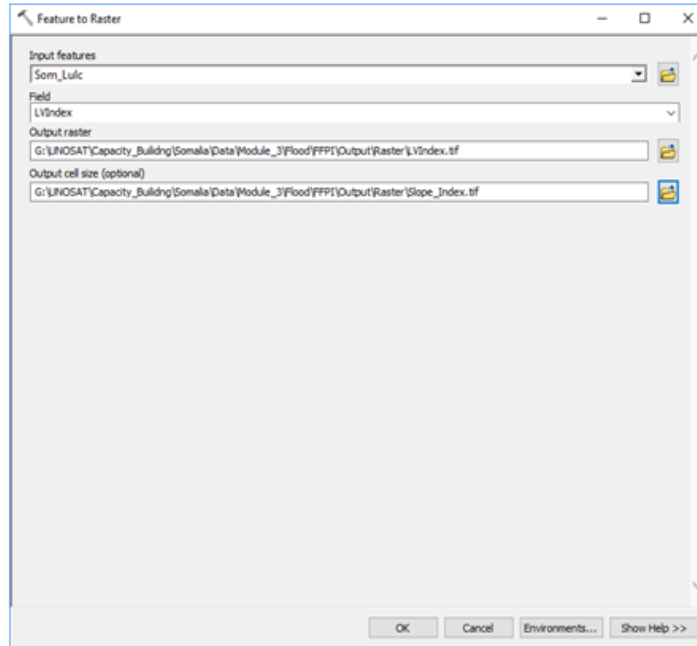 Feature to Raster
Input features
Som_Lulc
Field
LVIndex
Output raster
G:\UNOSAT\Capacity_Buildng\Somalia\Data\Module_3\Flood\FFPI\Output\Raster\LVIndex.tif
Output cell size (optional)
G:\UNOSAT\Capacity_Buildng\Somalia\Data\Module_3\Flood\FFPI\Output\Raster\Slope_Index.tif
OK Cancel Environments... Show Help >>